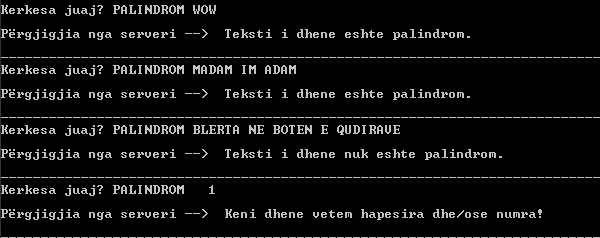 Kerkesa juaj? PALINDROM WOW
Përgjigjia nga serveri --> Teksti i dhene eshte palindrom.
Kerkesa juaj? PALINDROM MADAM IM ADAM
Përgjigjia nga serveri --> Teksti i dhene eshte palindrom.
Kerkesa juaj? PALINDROM BLERTA NE BOTEN E QUDIRAVE
Përgjigjia nga serveri --> Teksti i dhene nuk eshte palindrom.
Kerkesa juaj? PALINDROM 1
Përgjigjia nga serveri --> Keni dhene vetem hapesira dhe/ose numra!